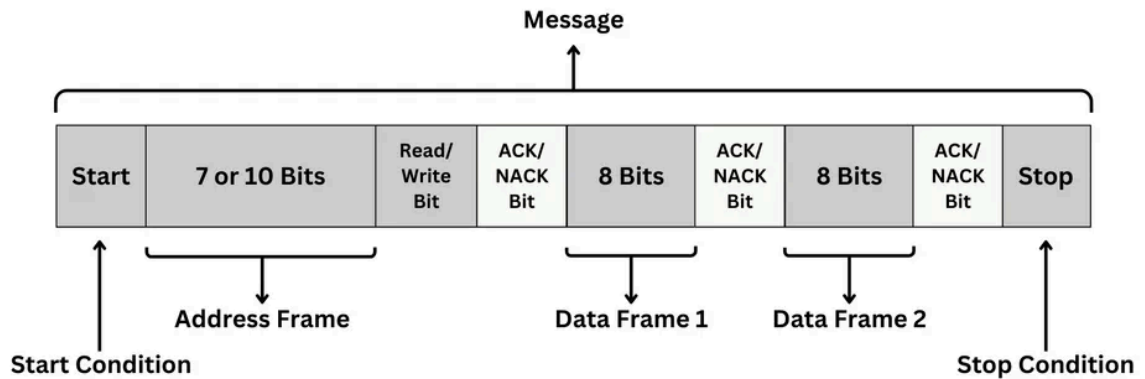 Message
Start
7 or 10 Bits
Read/
Write
Bit
ACK/
NACK
Bit
8 Bits
ACK/
NACK
Bit
8 Bits
ACK/
NACK
Bit
Stop
Address Frame
Data Frame 1
Data Frame 2
Start Condition
Stop Condition